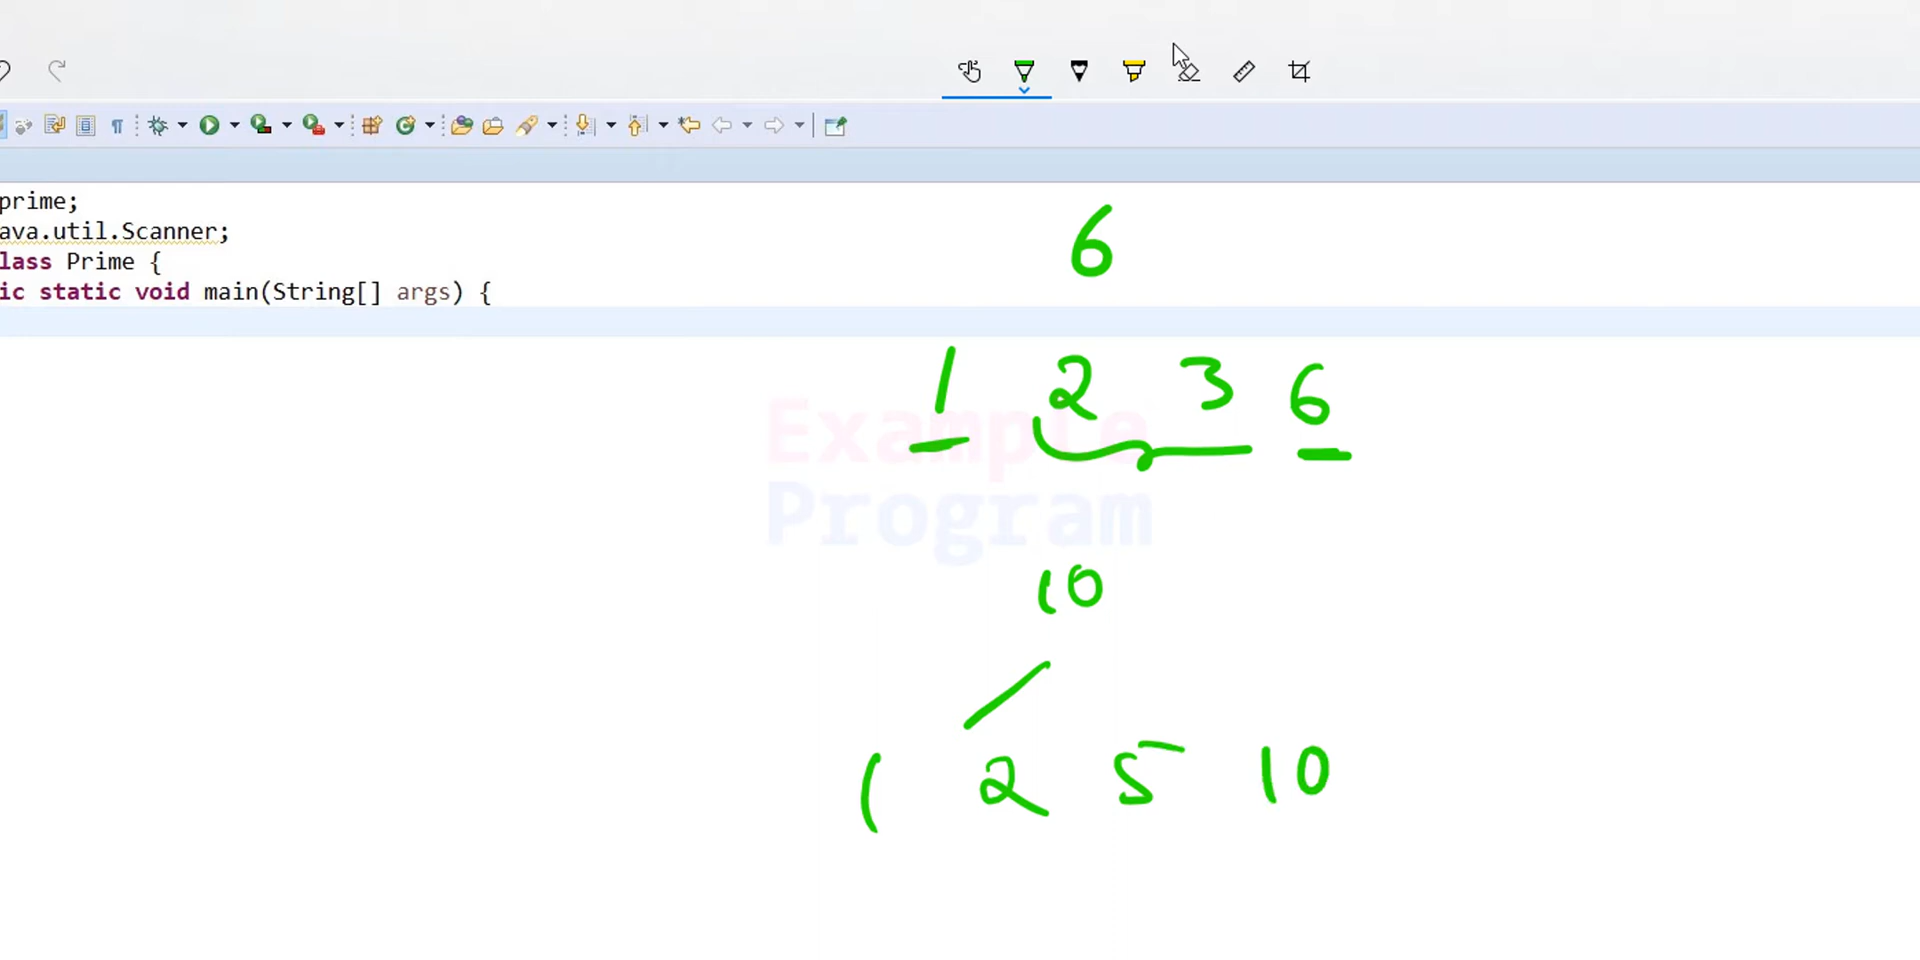 prime;
ava.util.Scanner;
lass Prime {
ic static void main(String[] args) {
6
1 2 3 6
Example
Program
10
1 2 5 10